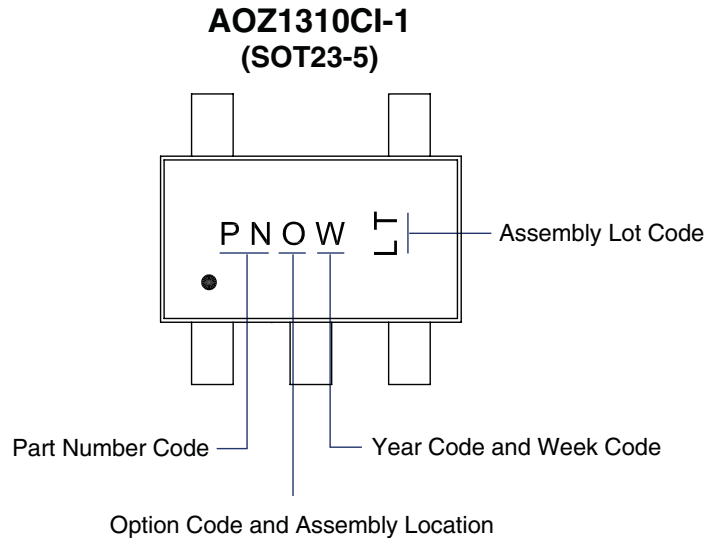 AOZ1310CI-1
(SOT23-5)
P N O W
LT
Assembly Lot Code
Part Number Code
Year Code and Week Code
Option Code and Assembly Location